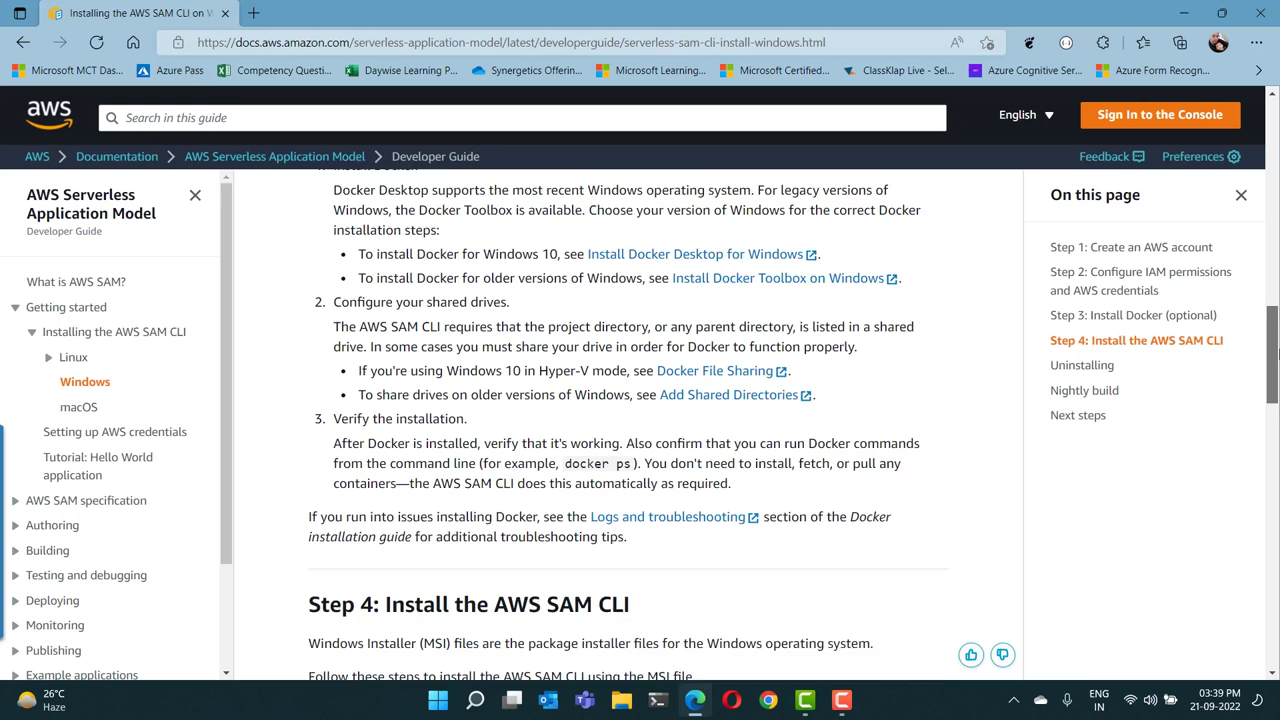 Installing the AWS SAM CLI on W
https://docs.aws.amazon.com/serverless-application-model/latest/developerguide/serverless-sam-cli-install-windows.html
Microsoft MCT Das...
Azure Pass
Competency Questi...
Daywise Learning P...
Synergetics Offerin...
Microsoft Learning...
Microsoft Certified...
ClassKlap Live - Sel...
Azure Cognitive Ser...
Azure Form Recogn...
aws
Search in this guide
English
Sign In to the Console
AWS
Documentation
AWS Serverless Application Model
Developer Guide
Feedback
Preferences
AWS Serverless
Application Model
Developer Guide
What is AWS SAM?
Getting started
Installing the AWS SAM CLI
Linux
Windows
macOS
Setting up AWS credentials
Tutorial: Hello World
application
AWS SAM specification
Authoring
Building
Testing and debugging
Deploying
Monitoring
Publishing
Example applications
1. Install Docker
Docker Desktop supports the most recent Windows operating system. For legacy versions of
Windows, the Docker Toolbox is available. Choose your version of Windows for the correct Docker
installation steps:
• To install Docker for Windows 10, see Install Docker Desktop for Windows.
• To install Docker for older versions of Windows, see Install Docker Toolbox on Windows.
2. Configure your shared drives.
The AWS SAM CLI requires that the project directory, or any parent directory, is listed in a shared
drive. In some cases you must share your drive in order for Docker to function properly.
• If you're using Windows 10 in Hyper-V mode, see Docker File Sharing.
• To share drives on older versions of Windows, see Add Shared Directories.
3. Verify the installation.
After Docker is installed, verify that it's working. Also confirm that you can run Docker commands
from the command line (for example, docker ps). You don't need to install, fetch, or pull any
containers—the AWS SAM CLI does this automatically as required.
If you run into issues installing Docker, see the Logs and troubleshooting section of the Docker
installation guide for additional troubleshooting tips.
Step 4: Install the AWS SAM CLI
Windows Installer (MSI) files are the package installer files for the Windows operating system.
Follow these steps to install the AWS SAM CLI using the MSI file.
On this page
Step 1: Create an AWS account
Step 2: Configure IAM permissions
and AWS credentials
Step 3: Install Docker (optional)
Step 4: Install the AWS SAM CLI
Uninstalling
Nightly build
Next steps
26°C
Haze
ENG
IN
03:39 PM
21-09-2022